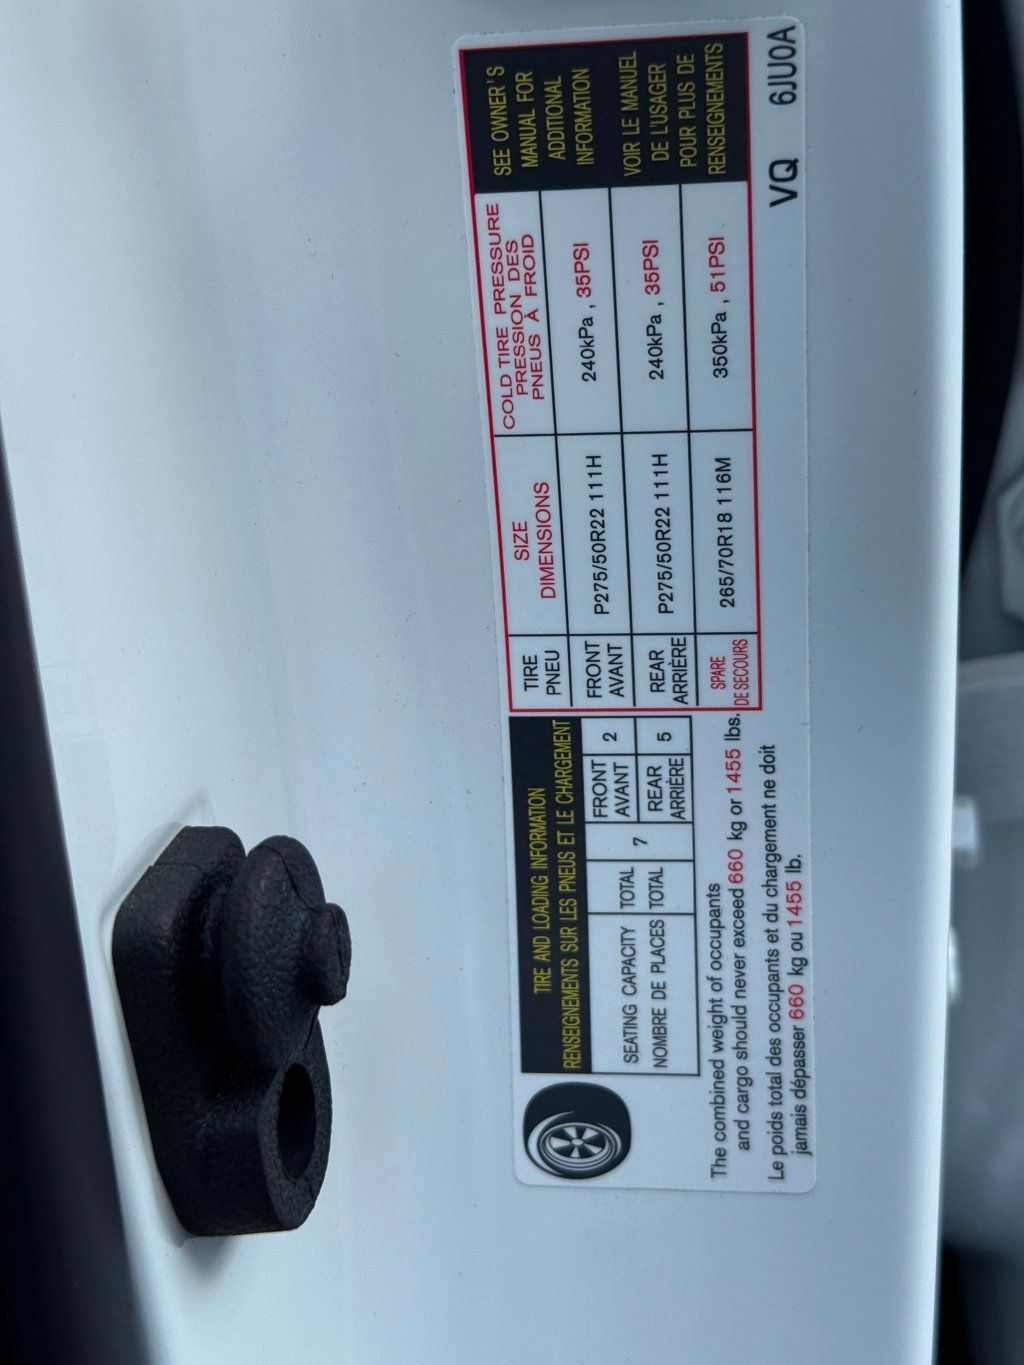 TIRE AND LOADING INFORMATION
RENSEIGNEMENTS SUR LES PNEUS ET LE CHARGEMENT
SEATING CAPACITY
NOMBRE DE PLACES
TOTAL
TOTAL
7
FRONT
AVANT
2
REAR
ARRIÈRE
5
The combined weight of occupants
and cargo should never exceed 660 kg or 1455 lbs.
Le poids total des occupants et du chargement ne doit
jamais dépasser 660 kg ou 1455 lb.
TIRE
PNEU
SIZE
DIMENSIONS
COLD TIRE PRESSURE
PRESSION DES
PNEUS À FROID
FRONT
AVANT
P275/50R22 111H
240kPa , 35PSI
REAR
ARRIÈRE
P275/50R22 111H
240kPa , 35PSI
SPARE
DE SECOURS
265/70R18 116M
350kPa , 51PSI
SEE OWNER'S
MANUAL FOR
ADDITIONAL
INFORMATION
VOIR LE MANUEL
DE L'USAGER
POUR PLUS DE
RENSEIGNEMENTS
VQ 6JU0A